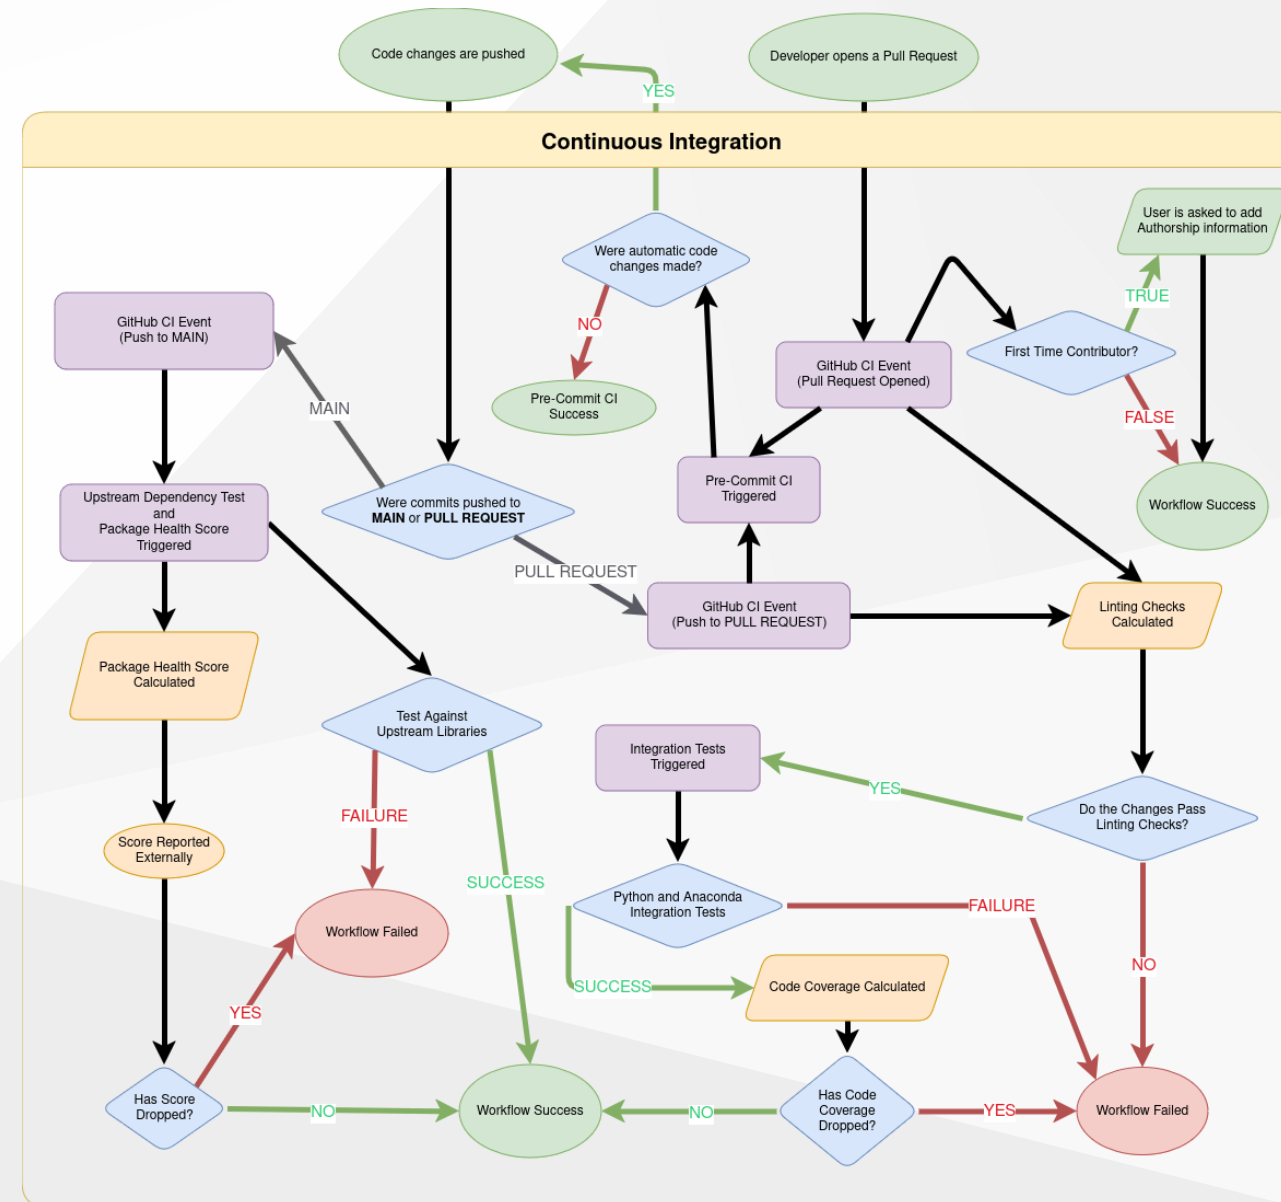 Code changes are pushed
Developer opens a Pull Request
YES
Continuous Integration
User is asked to add
Authorship information
Were automatic code
changes made?
TRUE
GitHub CI Event
(Push to MAIN)
NO
First Time Contributor?
GitHub CI Event
(Pull Request Opened)
Pre-Commit CI
Success
MAIN
FALSE
Pre-Commit CI
Triggered
Upstream Dependency Test
and
Package Health Score
Triggered
Were commits pushed to
MAIN or PULL REQUEST
Workflow Success
PULL REQUEST
GitHub CI Event
(Push to PULL REQUEST)
Linting Checks
Calculated
Package Health Score
Calculated
Test Against
Upstream Libraries
Integration Tests
Triggered
YES
Do the Changes Pass
Linting Checks?
FAILURE
Score Reported
Externally
SUCCESS
Python and Anaconda
Integration Tests
FAILURE
Workflow Failed
NO
SUCCESS
Code Coverage Calculated
YES
Has Score
Dropped?
NO
Workflow Success
NO
Has Code
Coverage
Dropped?
YES
Workflow Failed